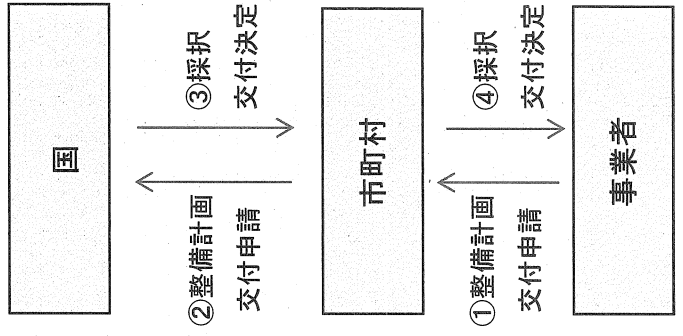 国
③採択
交付決定
②整備計画
交付申請
市町村
④採択
交付決定
①整備計画
交付申請
事業者